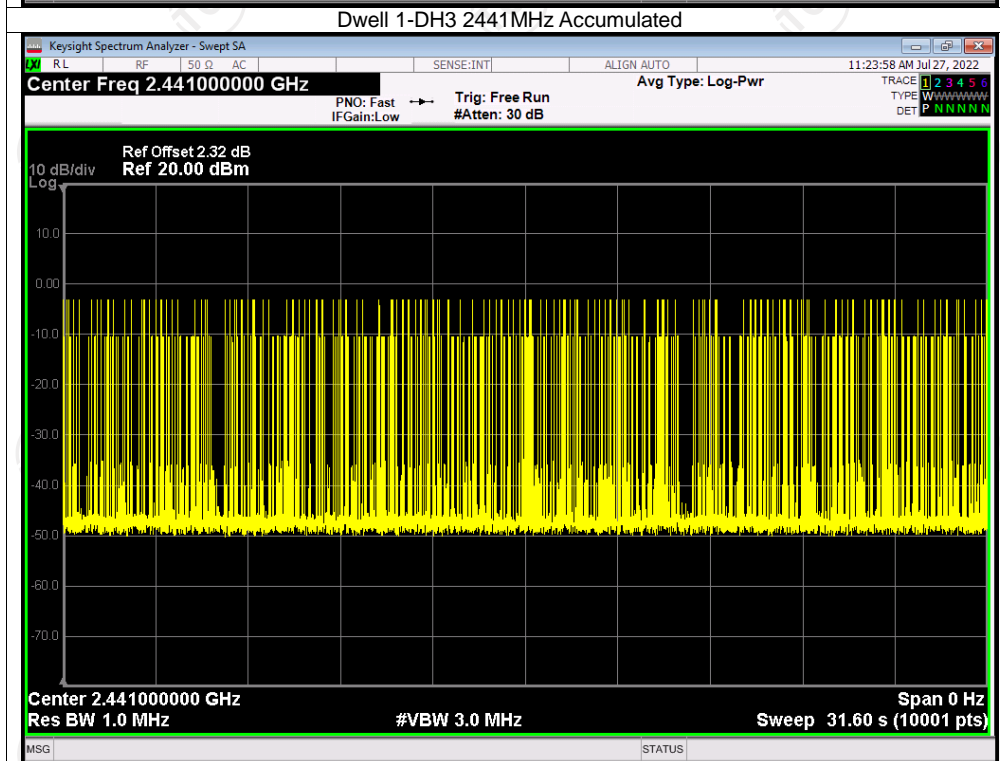 Dwell 1-DH3 2441MHz Accumulated
Keysight Spectrum Analyzer - Swept SA
LXI RL RF 50 Ω AC SENSE:INT ALIGN AUTO 11:23:58 AM Jul 27, 2022
Center Freq 2.441000000 GHz Avg Type: Log-Pwr TRACE 1 2 3 4 5 6
PNO: Fast Trig: Free Run TYPE WWWWWW
IFGain:Low #Atten: 30 dB DET P N N N N N
Ref Offset 2.32 dB
10 dB/div Ref 20.00 dBm
Log
10.0
0.00
-10.0
-20.0
-30.0
-40.0
-50.0
-60.0
-70.0
Center 2.441000000 GHz Span 0 Hz
Res BW 1.0 MHz #VBW 3.0 MHz Sweep 31.60 s (10001 pts)
MSG STATUS